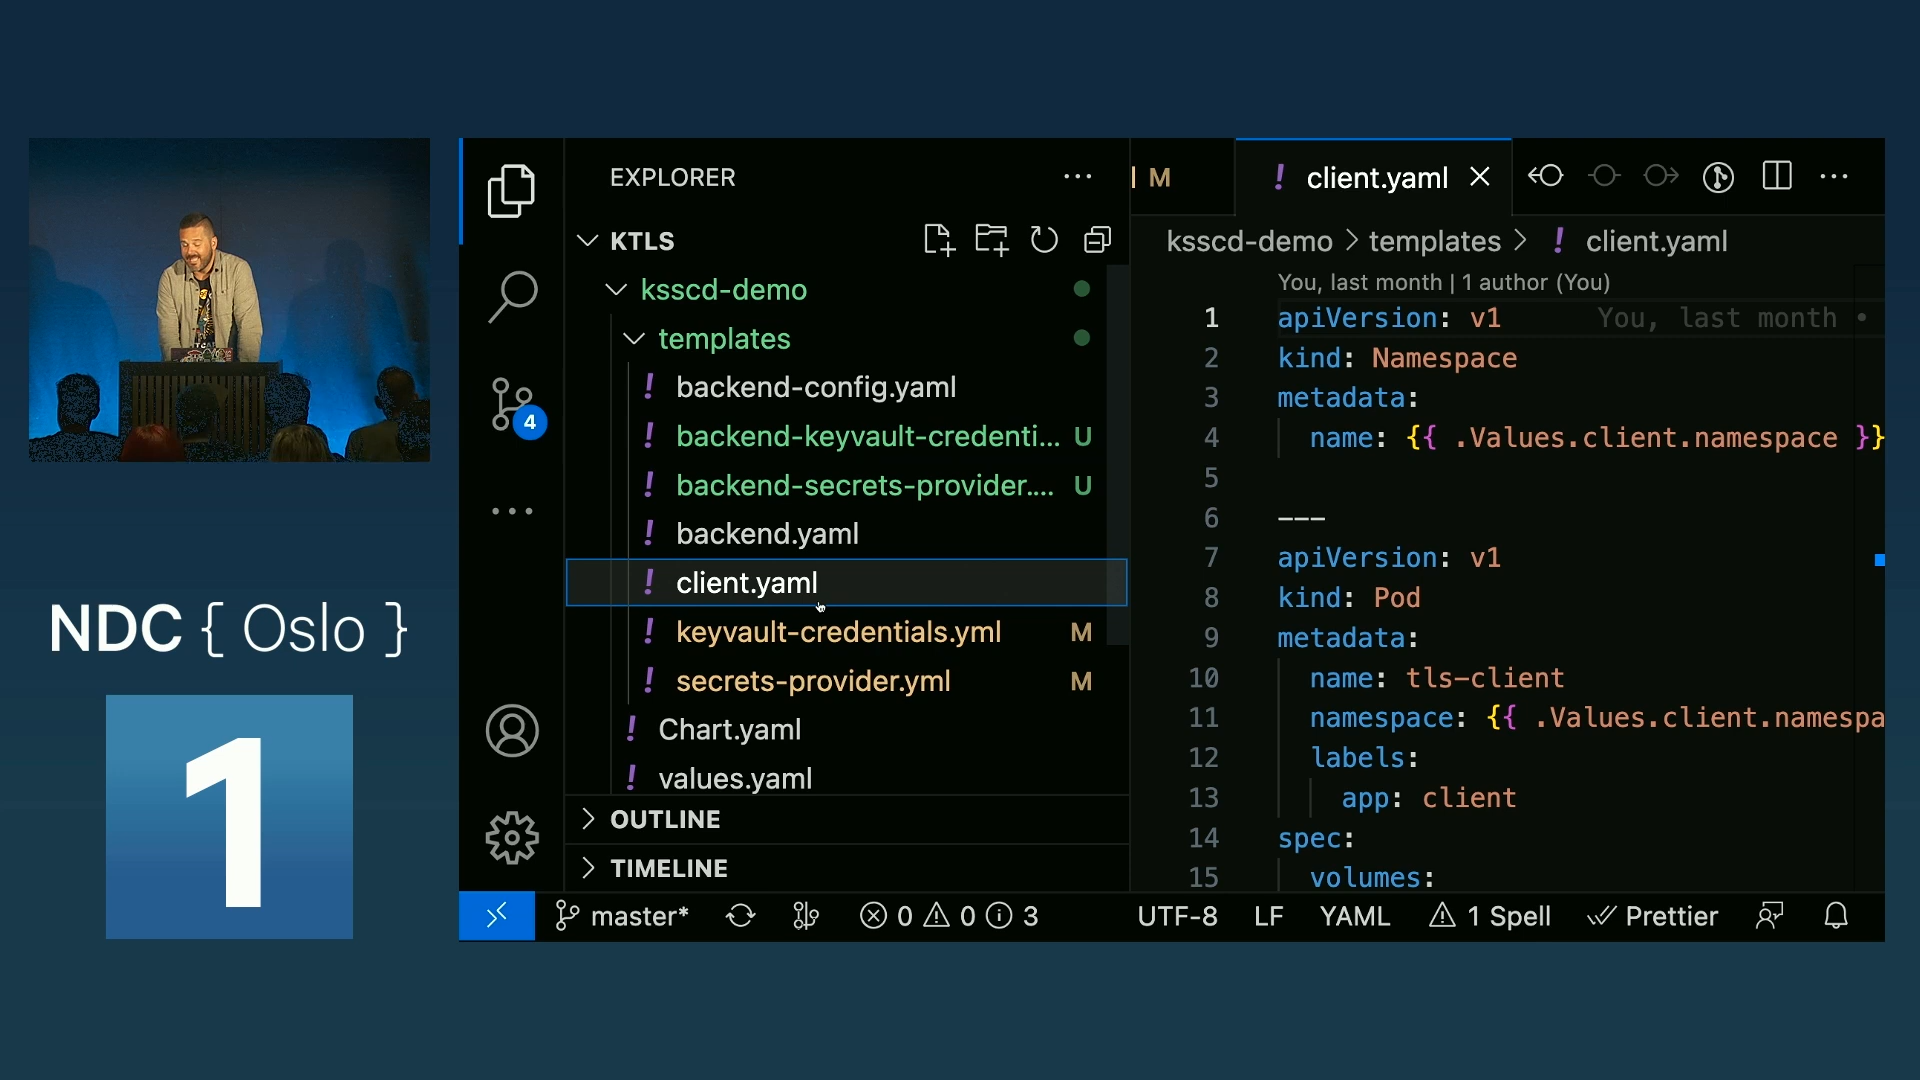 EXPLORER
KTLS
ksscd-demo
templates
! backend-config.yaml
! backend-keyvault-credenti... U
! backend-secrets-provider.... U
! backend.yaml
! client.yaml
! keyvault-credentials.yml M
! secrets-provider.yml M
! Chart.yaml
! values.yaml
OUTLINE
TIMELINE
4
M
! client.yaml
ksscd-demo > templates > ! client.yaml
You, last month | 1 author (You)
1 apiVersion: v1 You, last month •
2 kind: Namespace
3 metadata:
4 name: {{ .Values.client.namespace }}
5
6 ---
7 apiVersion: v1
8 kind: Pod
9 metadata:
10 name: tls-client
11 namespace: {{ .Values.client.namespa
12 labels:
13 app: client
14 spec:
15 volumes:
master* 0 0 3 UTF-8 LF YAML 1 Spell Prettier
NDC { Oslo }
1